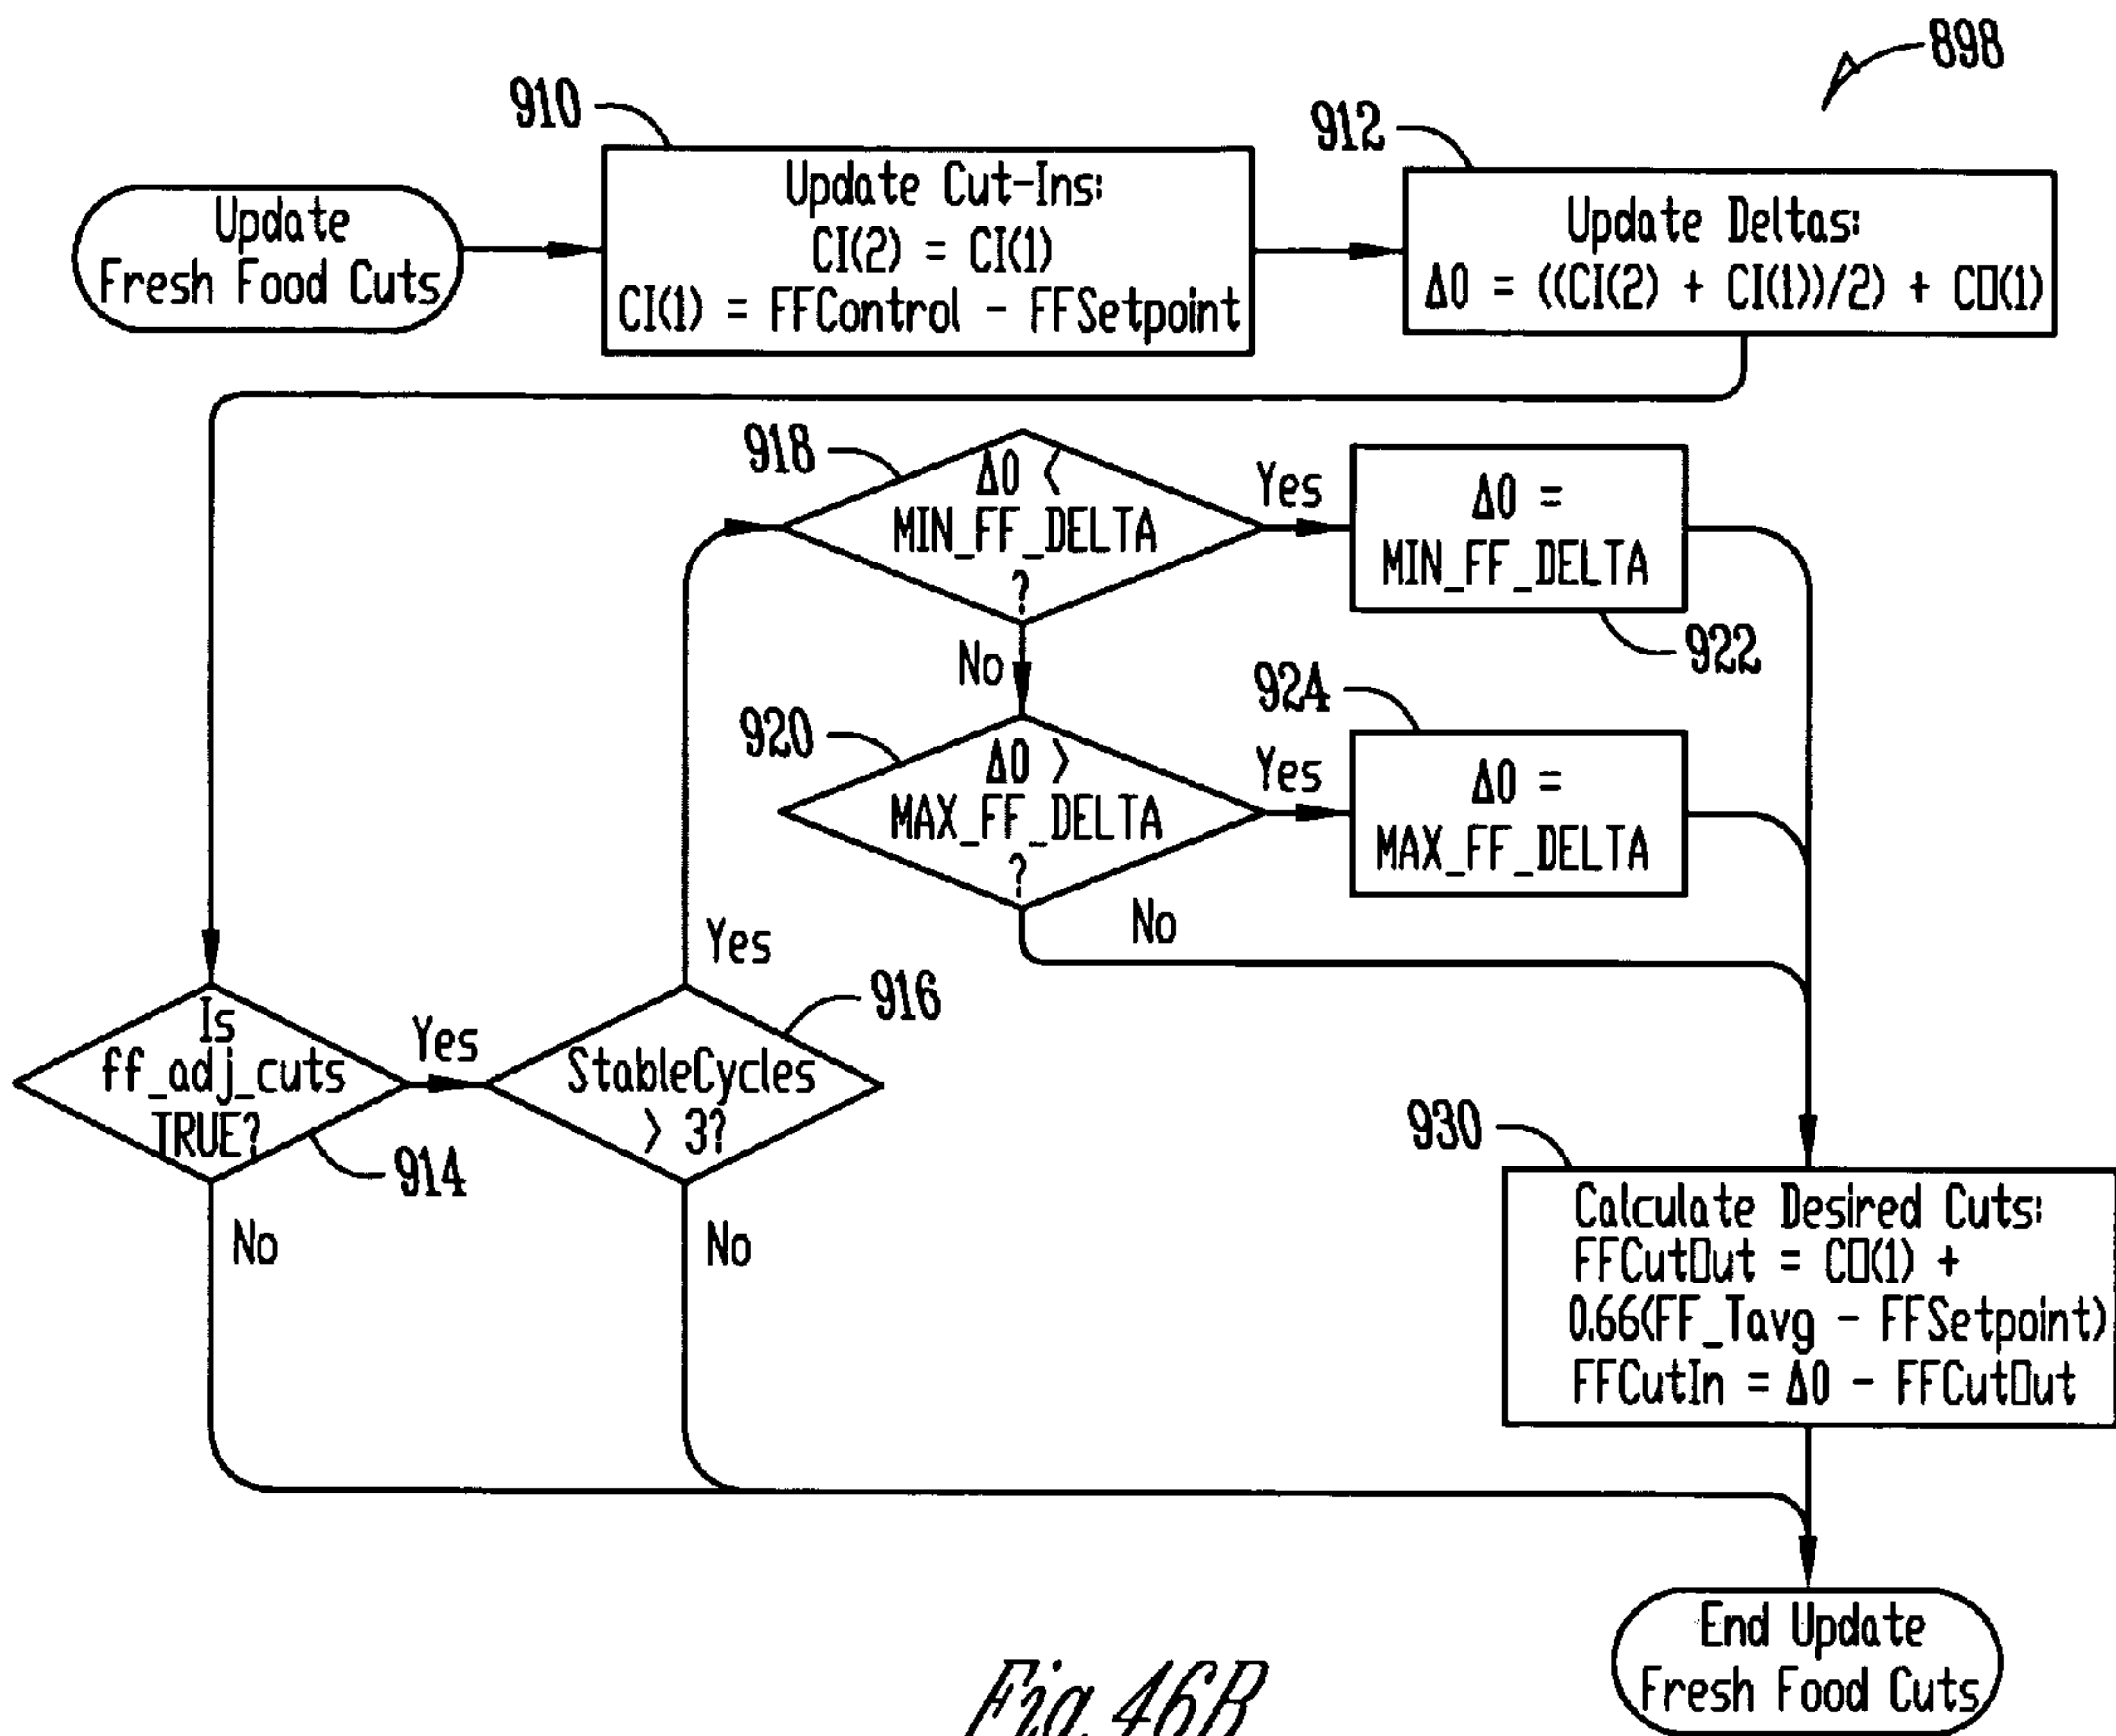 898
910
912
Update
Fresh Food Cuts
Update Cut-Ins:
CI(2) = CI(1)
CI(1) = FFControl - FFSetpoint
Update Deltas:
Δ0 = ((CI(2) + CI(1))/2) + CO(1)
918
Δ0 <
MIN_FF_DELTA
?
Yes
Δ0 =
MIN_FF_DELTA
922
No
920
Δ0 >
MAX_FF_DELTA
?
Yes
924
Δ0 =
MAX_FF_DELTA
No
Is
ff_adj_cuts
TRUE?
914
Yes
No
Yes
916
StableCycles
> 3?
No
930
Calculate Desired Cuts:
FFCutOut = CO(1) +
0.66(FF_Tavg - FFSetpoint)
FFCutIn = Δ0 - FFCutOut
End Update
Fresh Food Cuts
Fig. 46B